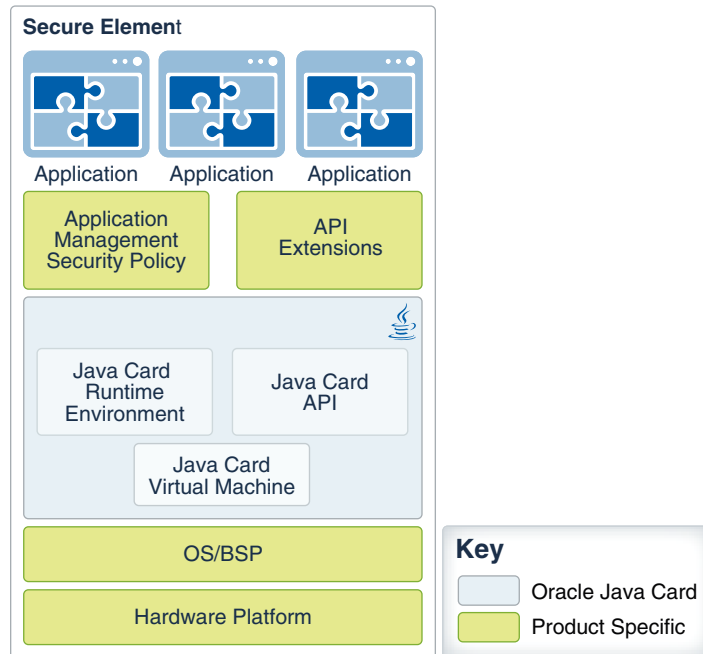 Secure Element
Application
Application
Application
Application
Management
Security Policy
API
Extensions
Java Card
Runtime
Environment
Java Card
API
Java Card
Virtual Machine
OS/BSP
Hardware Platform
Key
Oracle Java Card
Product Specific